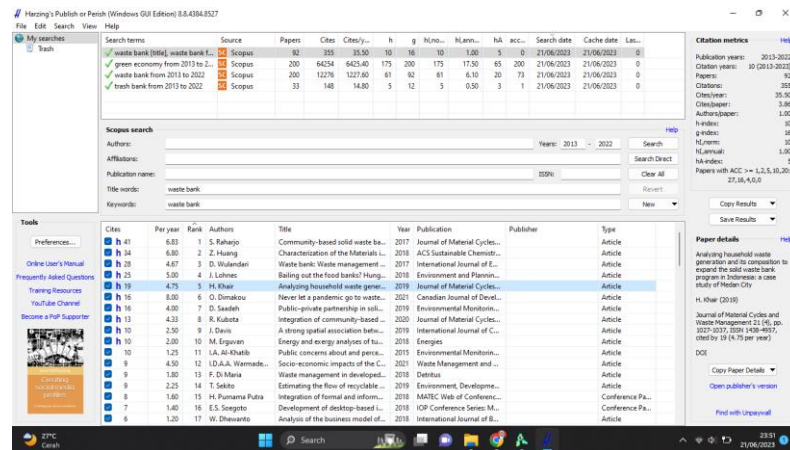 Harzing's Publish or Perish (Windows GUI Edition) 8.8.4384.8527
File Edit Search View Help
My searches
Trash
Search terms Source Papers Cites Cites/y... h g hI,no... hI,ann... hA acc... Search date Cache date Las...
waste bank [title], waste bank f... Scopus 92 355 35.50 10 16 10 1.00 5 0 21/06/2023 21/06/2023 0
green economy from 2013 to 2... Scopus 200 64254 6425.40 175 200 175 17.50 65 200 21/06/2023 21/06/2023 0
waste bank from 2013 to 2022 Scopus 200 12276 1227.60 61 92 61 6.10 20 73 21/06/2023 21/06/2023 0
trash bank from 2013 to 2022 Scopus 33 148 14.80 5 12 5 0.50 3 1 21/06/2023 21/06/2023 0
Scopus search Help
Authors: Years: 2013 - 2022 Search
Affiliations: Search Direct
Publication name: ISSN: Clear All
Title words: waste bank Revert
Keywords: waste bank New
Tools
Preferences...
Online User's Manual
Frequently Asked Questions
Training Resources
YouTube Channel
Become a PoP Supporter
Cites Per year Rank Authors Title Year Publication Publisher Type
h 41 6.83 1 S. Raharjo Community-based solid waste ba... 2017 Journal of Material Cycles... Article
h 34 6.80 2 Z. Huang Characterization of the Materials i... 2018 ACS Sustainable Chemistr... Article
h 28 4.67 3 D. Wulandari Waste bank: Waste management ... 2017 International Journal of E... Article
h 25 5.00 4 J. Lohnes Bailing out the food banks? Hung... 2018 Environment and Plannin... Article
h 19 4.75 5 H. Khair Analyzing household waste gener... 2019 Journal of Material Cycles... Article
h 16 8.00 6 O. Dimakou Never let a pandemic go to waste... 2021 Canadian Journal of Devel... Article
h 16 4.00 7 D. Saadeh Public–private partnership in soli... 2019 Environmental Monitorin... Article
h 13 4.33 8 R. Kubota Integration of community-based ... 2020 Journal of Material Cycles... Article
h 10 2.50 9 J. Davis A strong spatial association betw... 2019 International Journal of C... Article
h 10 2.00 10 M. Erguvan Energy and exergy analyses of tu... 2018 Energies Article
10 1.25 11 I.A. Al-Khatib Public concerns about and perce... 2015 Environmental Monitorin... Article
9 4.50 12 I.D.A.A. Warmade... Socio-economic impacts of the C... 2021 Waste Management and ... Article
9 1.80 13 F. Di Maria Waste management in developed... 2018 Detritus Article
9 2.25 14 T. Sekito Estimating the flow of recyclable ... 2019 Environment, Developme... Article
8 1.60 15 H. Purnama Putra Integration of formal and inform... 2018 MATEC Web of Conferenc... Conference Pa...
7 1.40 16 E.S. Soegoto Development of desktop-based i... 2018 IOP Conference Series: M... Conference Pa...
6 1.20 17 W. Dhewanto Analysis of the business model of... 2018 International Journal of B... Article
Citation metrics Help
Publication years: 2013-2022
Citation years: 10 (2013-2023)
Papers: 92
Citations: 355
Cites/year: 35.50
Cites/paper: 3.86
Authors/paper: 1.00
h-index: 10
g-index: 16
hI,norm: 10
hI,annual: 1.00
hA-index: 5
Papers with ACC >= 1,2,5,10,20:
27,16,4,0,0
Copy Results
Save Results
Paper details Help
Analyzing household waste
generation and its composition to
expand the solid waste bank
program in Indonesia: a case
study of Medan City
H. Khair (2019)
Journal of Material Cycles and
Waste Management 21 (4), pp.
1027-1037, ISSN 1438-4957,
cited by 19 (4.75 per year)
DOI
Copy Paper Details
Open publisher's version
Find with Unpaywall
27°C
Cerah
Search
23:51
21/06/2023